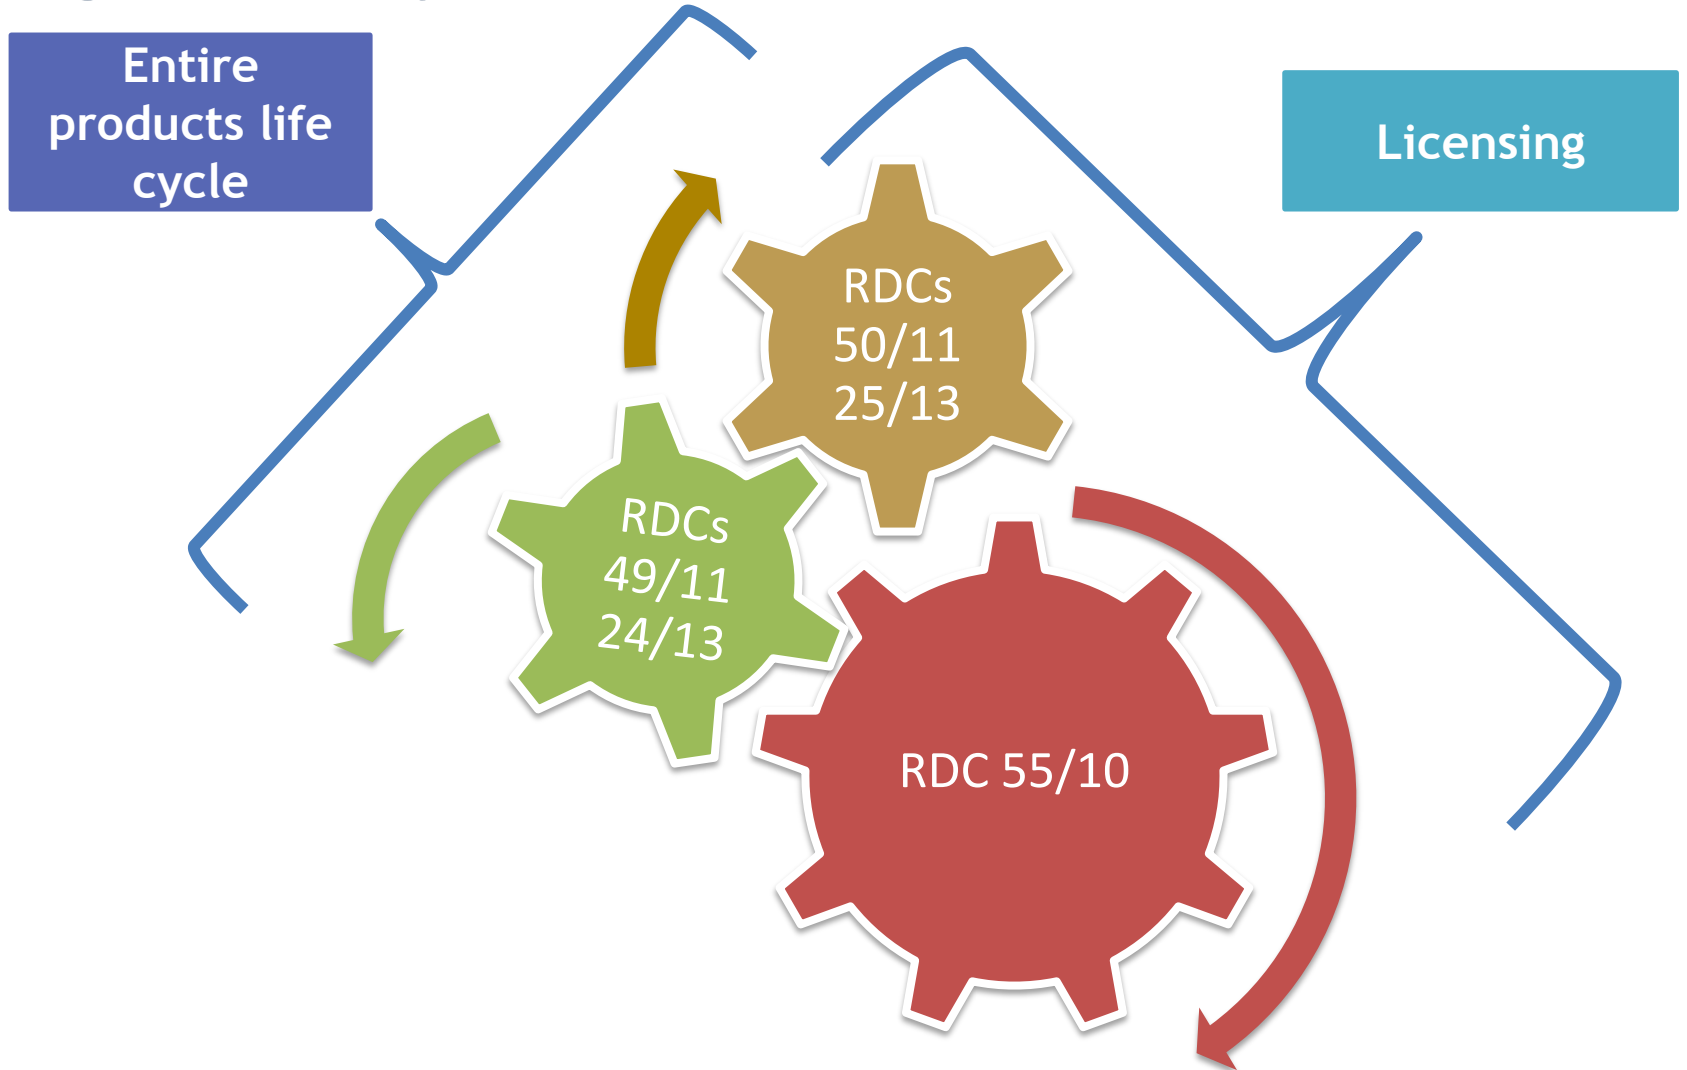 Entire
products life
cycle
Licensing
RDCs
50/11
25/13
RDCs
49/11
24/13
RDC 55/10